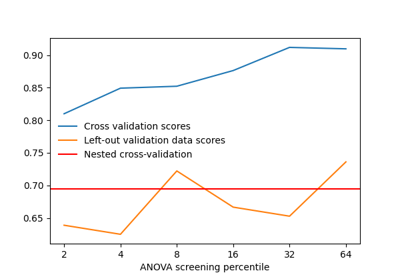 0.90
0.85
0.80
0.75
0.70
0.65
Cross validation scores
Left-out validation data scores
Nested cross-validation
2 4 8 16 32 64
ANOVA screening percentile